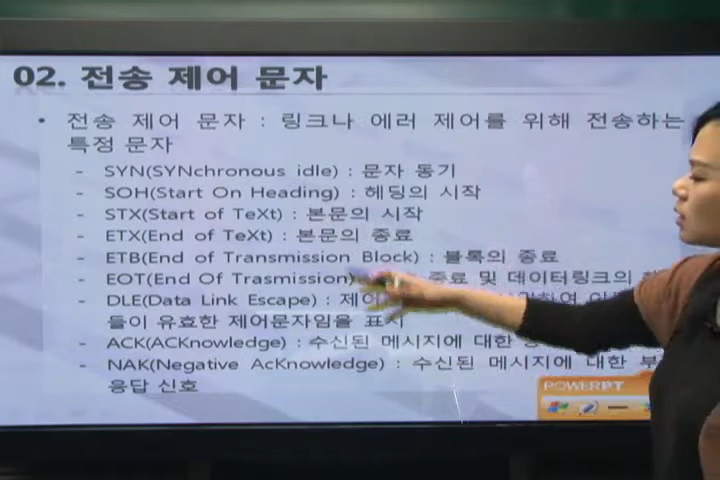 02. 전송 제어 문자
• 전송 제어 문자 : 링크나 에러 제어를 위해 전송하는
특정 문자
- SYN(SYNchronous idle) : 문자 동기
- SOH(Start On Heading) : 헤딩의 시작
- STX(Start of TeXt) : 본문의 시작
- ETX(End of TeXt) : 본문의 종료
- ETB(End of Transmission Block) : 블록의 종료
- EOT(End Of Trasmission) 종료 및 데이터링크의
- DLE(Data Link Escape) :
들이 유효한 제어문자임을 표시
- ACK(ACKnowledge) : 수신된 메시지에 대한
- NAK(Negative AcKnowledge) : 수신된 메시지에 대한
응답 신호
POWERPT